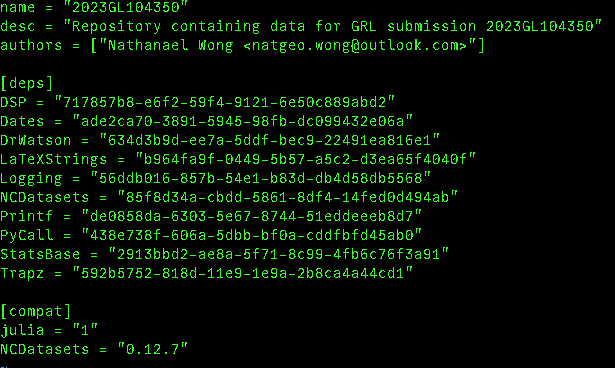 name = "2023GL104350"
desc = "Repository containing data for GRL submission 2023GL104350"
authors = ["Nathanael Wong <natgeo.wong@outlook.com>"]
[deps]
DSP = "717857b8-e6f2-59f4-9121-6e50c889abd2"
Dates = "ade2ca70-3891-5945-98fb-dc099432e06a"
DrWatson = "634d3b9d-ee7a-5ddf-bec9-22491ea816e1"
LaTeXStrings = "b964fa9f-0449-5b57-a5c2-d3ea65f4040f"
Logging = "56ddb016-857b-54e1-b83d-db4d58db5568"
NCDatasets = "85f8d34a-cbdd-5861-8df4-14fed0d494ab"
Printf = "de0858da-6303-5e67-8744-51eddeeeb8d7"
PyCall = "438e738f-606a-5dbb-bf0a-cddfbfd45ab0"
StatsBase = "2913bbd2-ae8a-5f71-8c99-4fb6c76f3a91"
Trapz = "592b5752-818d-11e9-1e9a-2b8ca4a44cd1"
[compat]
julia = "1"
NCDatasets = "0.12.7"